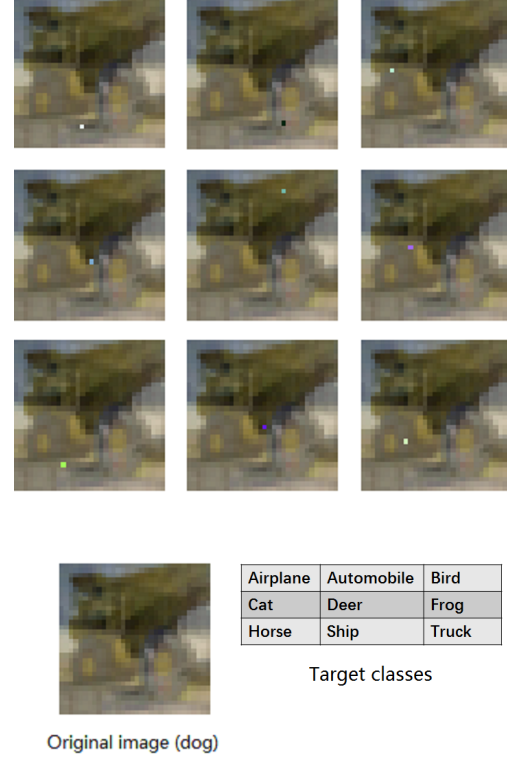 Airplane Automobile Bird
Cat Deer Frog
Horse Ship Truck
Target classes
Original image (dog)